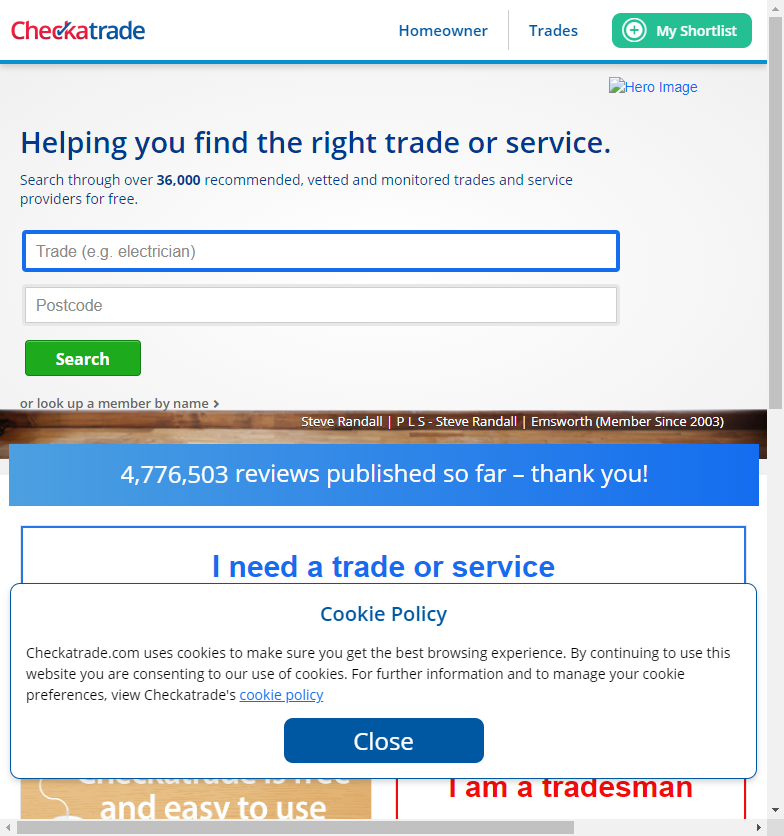 Checkatrade
Homeowner
Trades
My Shortlist
Hero Image
Helping you find the right trade or service.
Search through over 36,000 recommended, vetted and monitored trades and service
providers for free.
Trade (e.g. electrician)
Postcode
Search
or look up a member by name
Steve Randall | P L S - Steve Randall | Emsworth (Member Since 2003)
4,776,503 reviews published so far – thank you!
I need a trade or service
Cookie Policy
Checkatrade.com uses cookies to make sure you get the best browsing experience. By continuing to use this
website you are consenting to our use of cookies. For further information and to manage your cookie
preferences, view Checkatrade's cookie policy
Close
Checkatrade is free
and easy to use
I am a tradesman